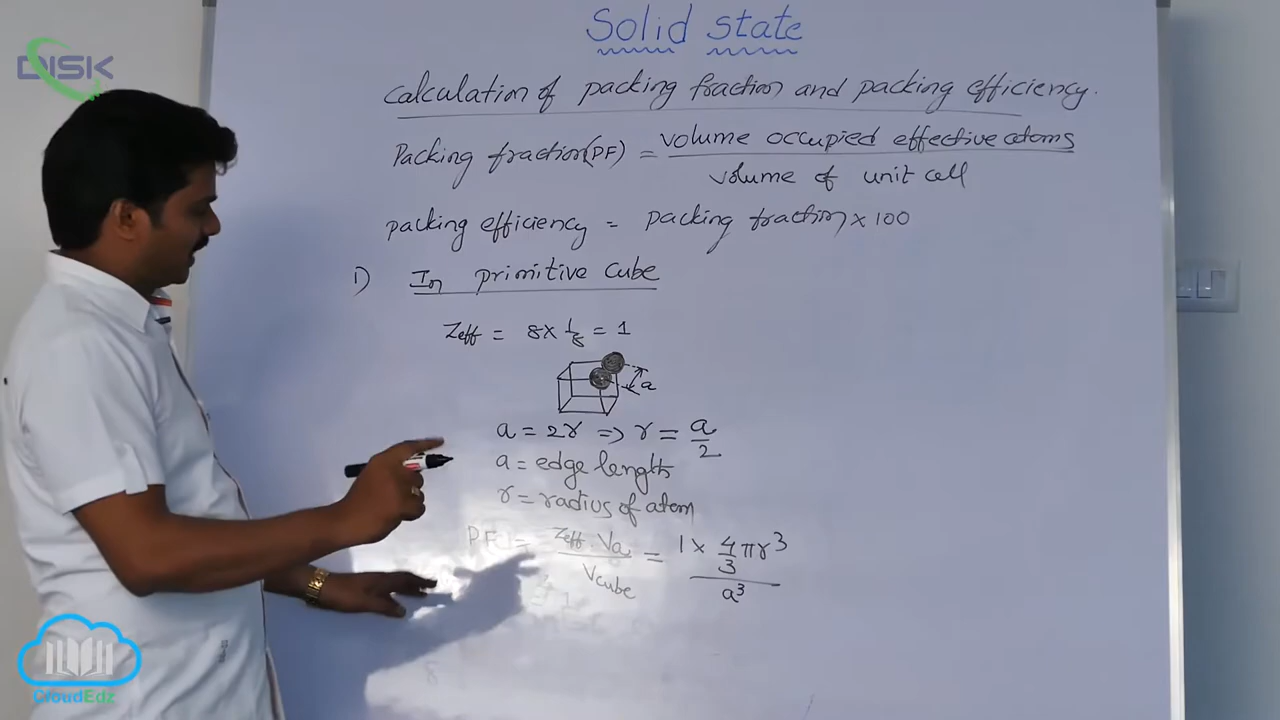 DISK
Solid state
Calculation of packing fraction and packing efficiency.
Packing fraction(PF) = volume occupied effective atoms / volume of unit cell
packing efficiency = packing fraction × 100
1) In primitive cube
Zeff = 8 × 1/8 = 1
a
a = 2r => r = a/2
a = edge length
r = radius of atom
PF = Zeff . Va / Vcube = 1 × 4/3 πr³ / a³
CloudEdz